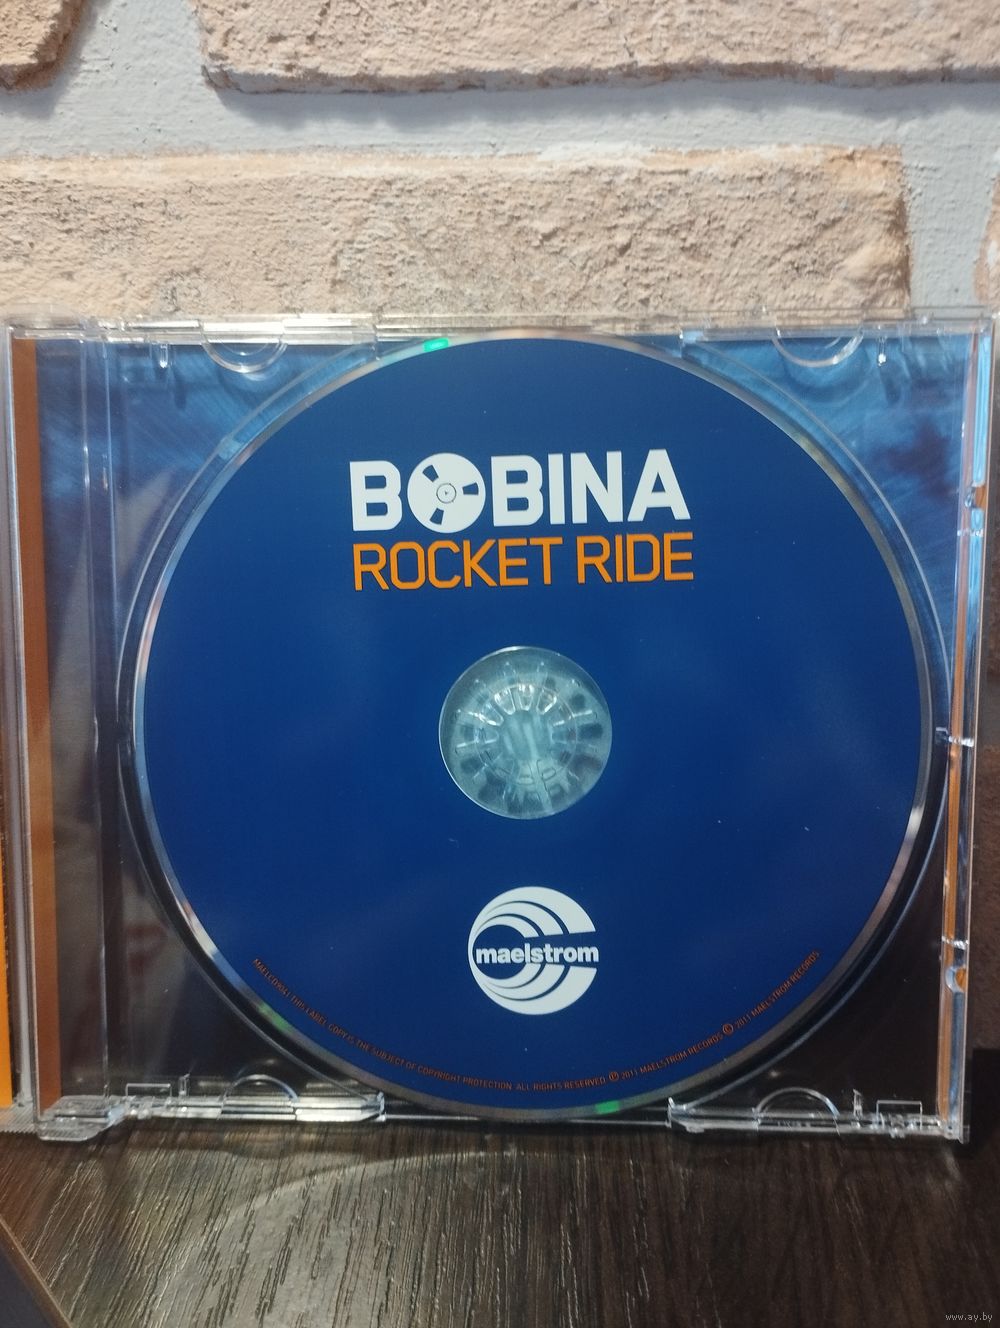 BOBINA
ROCKET RIDE
maelstrom
THIS LABEL COPY IS THE SUBJECT OF COPYRIGHT PROTECTION. ALL RIGHTS RESERVED. Ⓟ 2011 MAELSTROM RECORDS © 2011 MAELSTROM RECORDS
www.ay.by